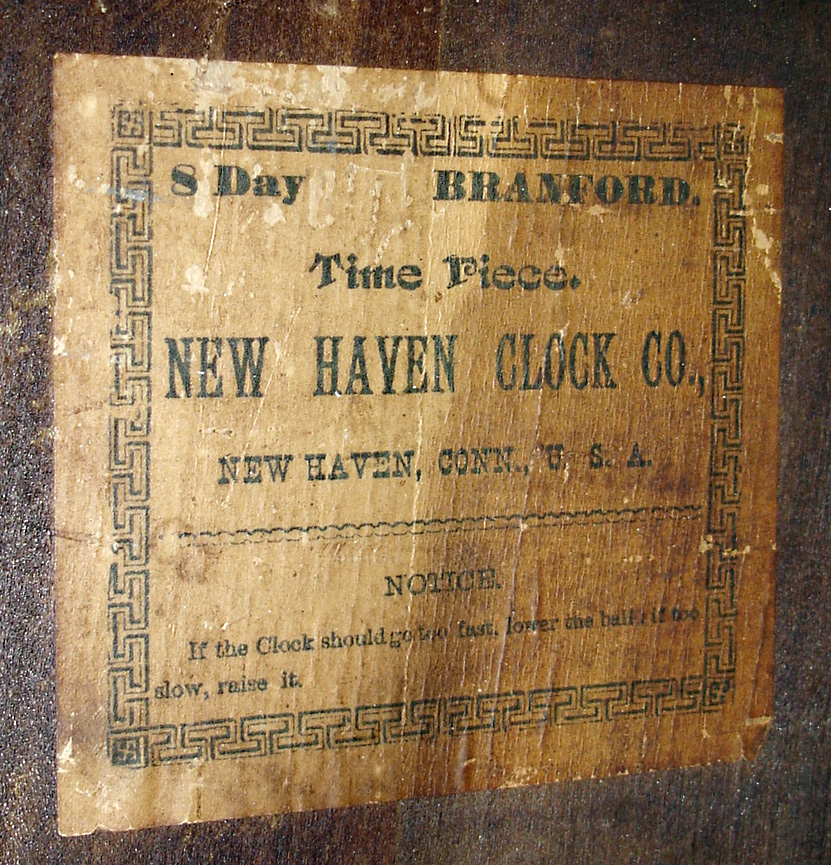 8 Day BRANFORD.
Time Piece.
NEW HAVEN CLOCK CO.,
NEW HAVEN, CONN., U. S. A.
NOTICE.
If the Clock should go too fast, lower the ball; if too
slow, raise it.